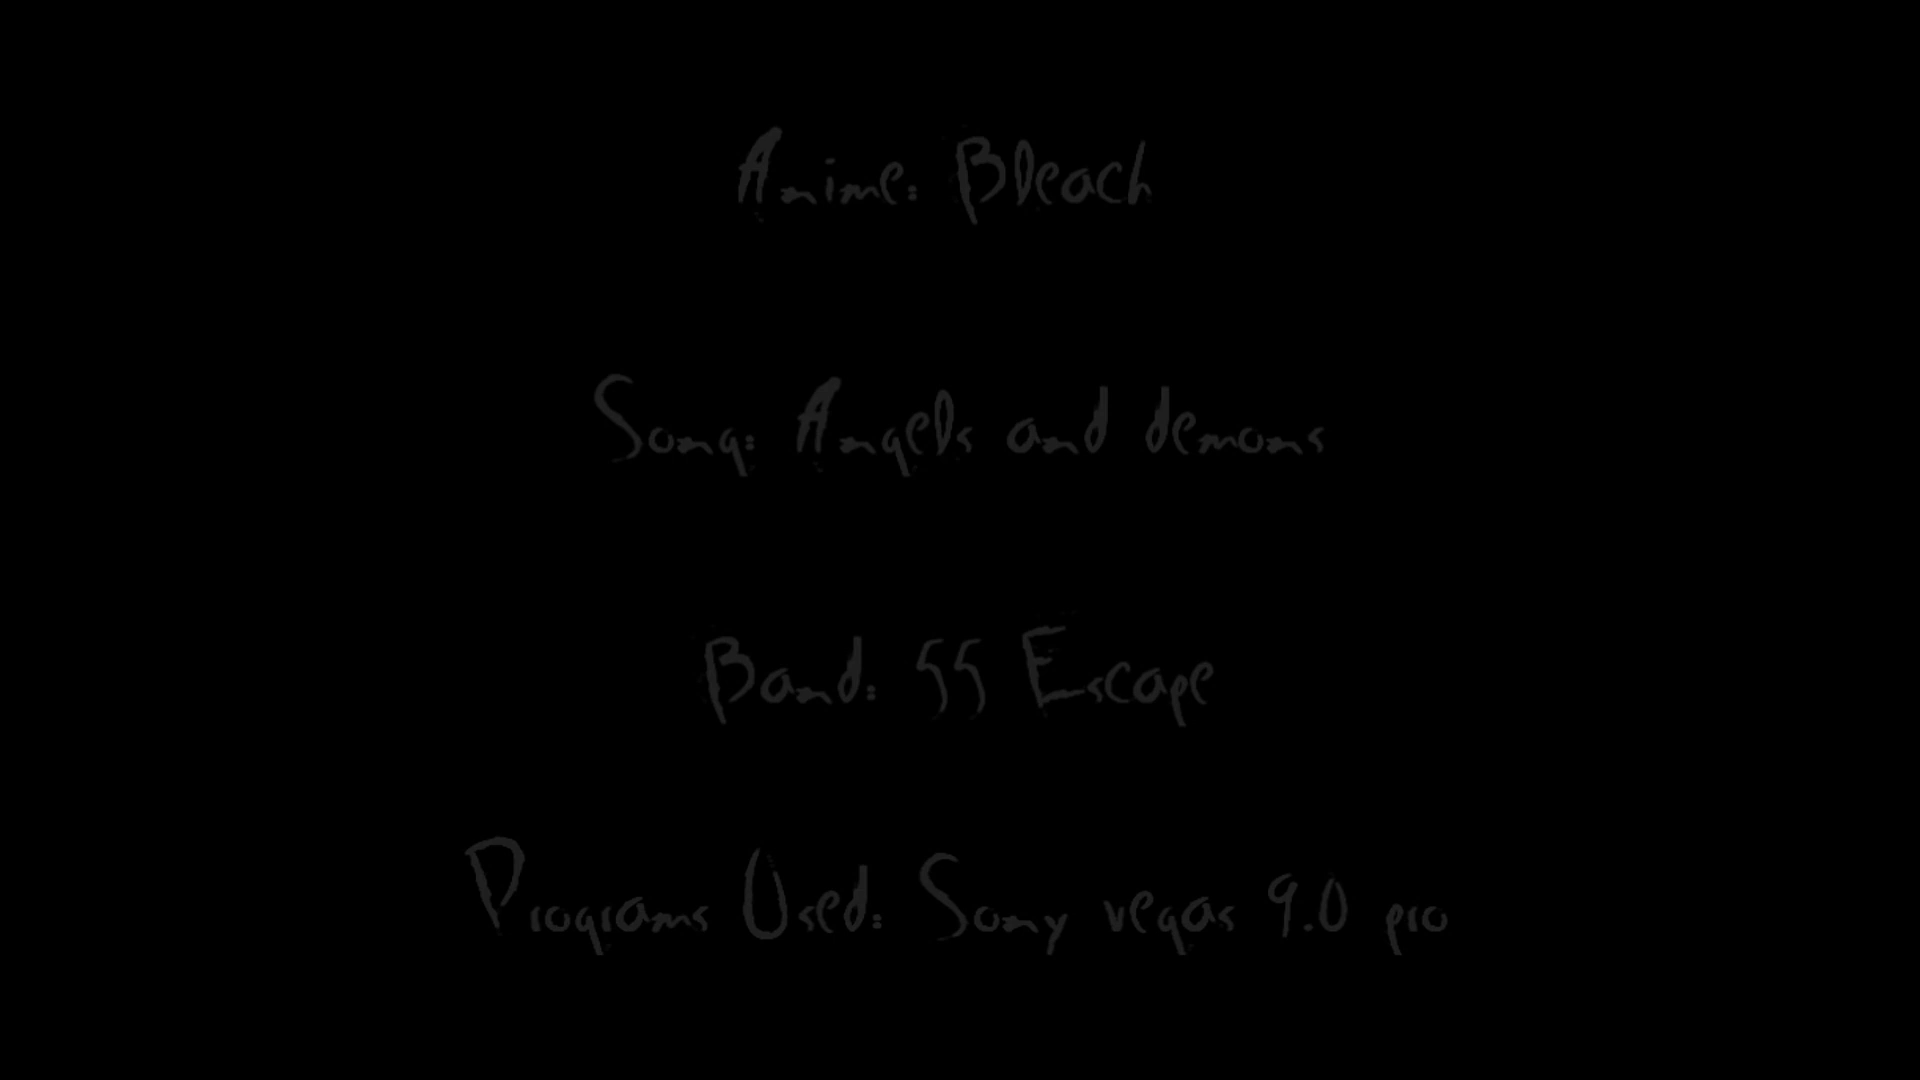 Anime: Bleach
Song: Angels and demons
Band: 55 Escape
Programs Used: Sony vegas 9.0 pro